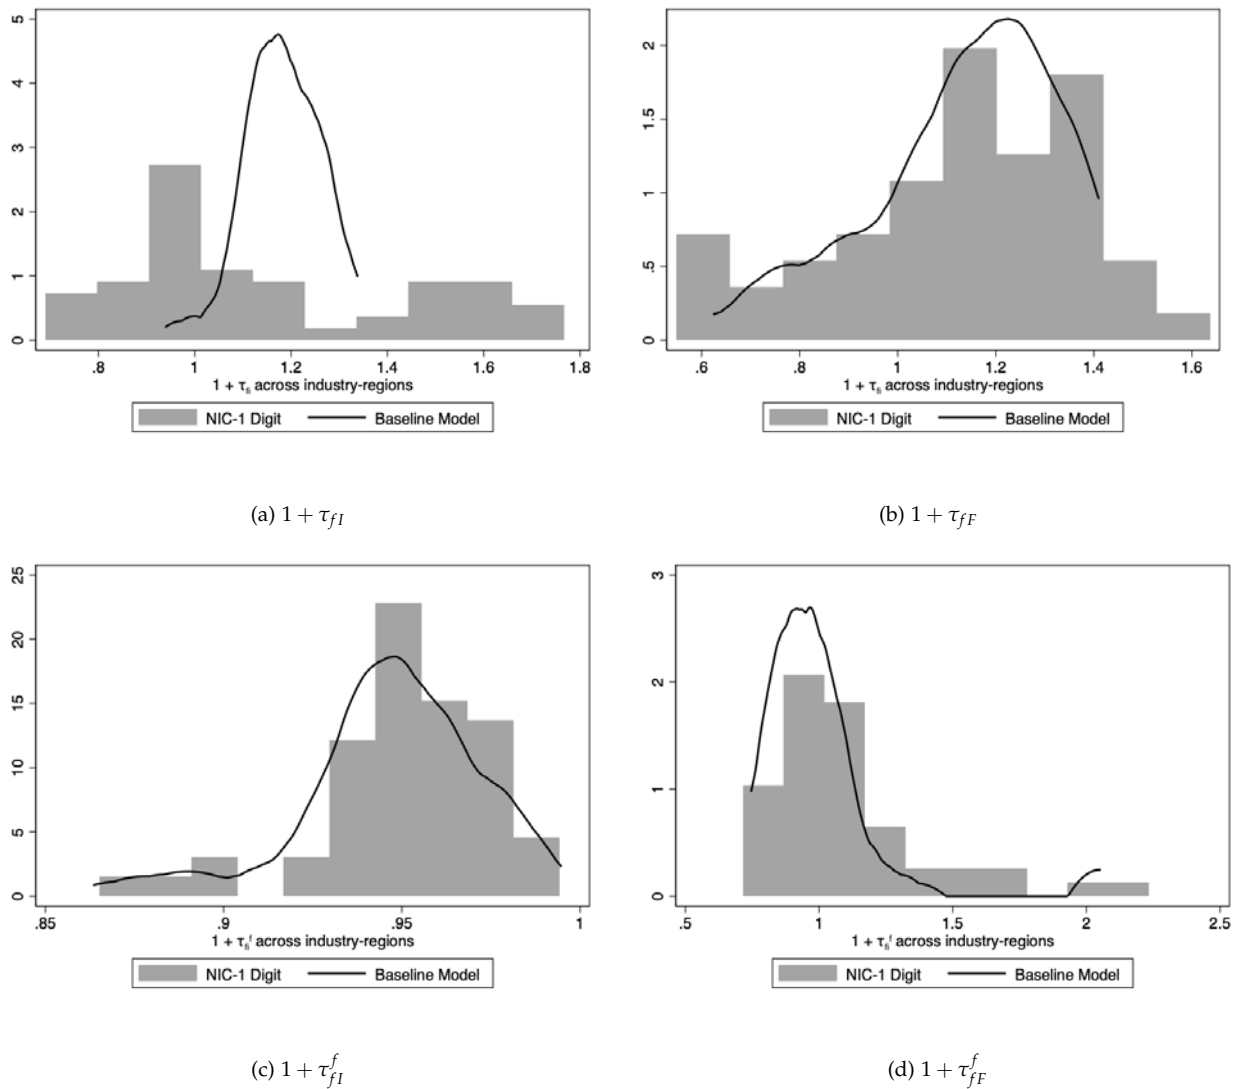 5
4
3
2
1
0
.8
1
1.2
1.4
1.6
1.8
1 + τfi across industry-regions
NIC-1 Digit
Baseline Model
(a) 1 + τfI
2
1.5
1
.5
0
.6
.8
1
1.2
1.4
1.6
1 + τfi across industry-regions
NIC-1 Digit
Baseline Model
(b) 1 + τfF
25
20
15
10
5
0
.85
.9
.95
1
1 + τfi^f across industry-regions
NIC-1 Digit
Baseline Model
(c) 1 + τfI^f
3
2
1
0
.5
1
1.5
2
2.5
1 + τfi^f across industry-regions
NIC-1 Digit
Baseline Model
(d) 1 + τfF^f